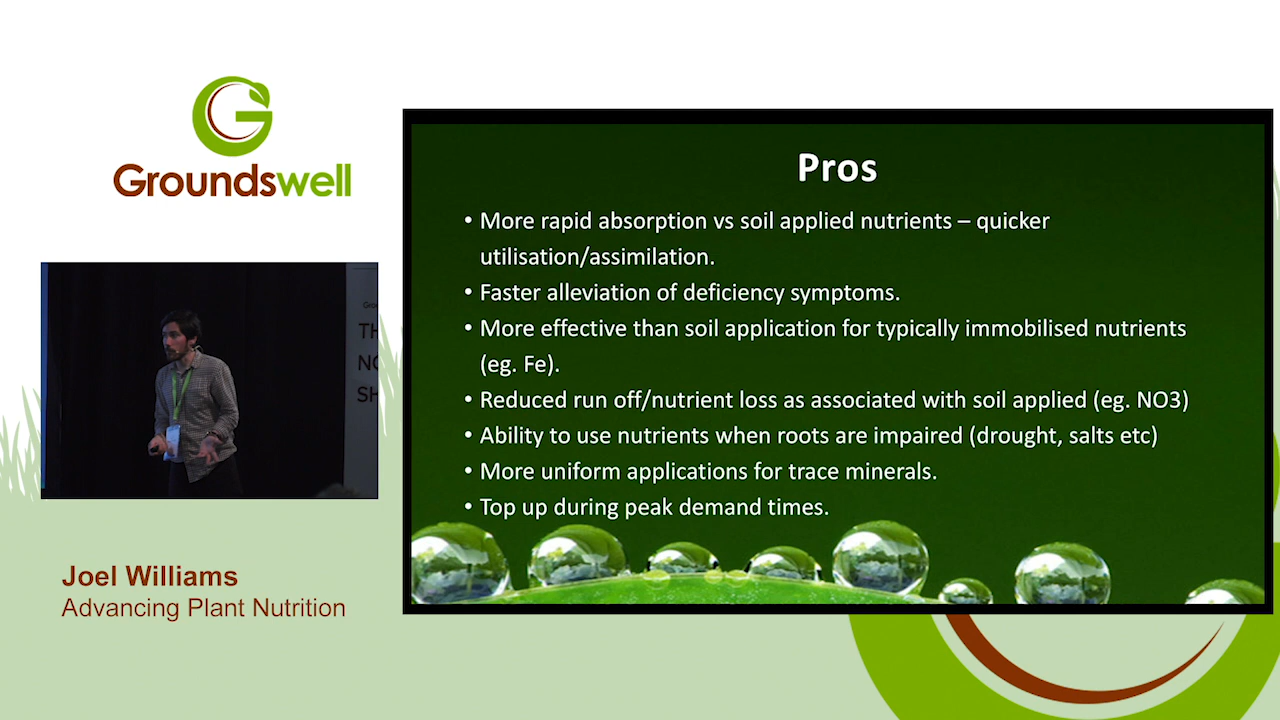 Groundswell
Pros
• More rapid absorption vs soil applied nutrients – quicker
utilisation/assimilation.
• Faster alleviation of deficiency symptoms.
• More effective than soil application for typically immobilised nutrients
(eg. Fe).
• Reduced run off/nutrient loss as associated with soil applied (eg. NO3)
• Ability to use nutrients when roots are impaired (drought, salts etc)
• More uniform applications for trace minerals.
• Top up during peak demand times.
TH
NO
SH
Joel Williams
Advancing Plant Nutrition